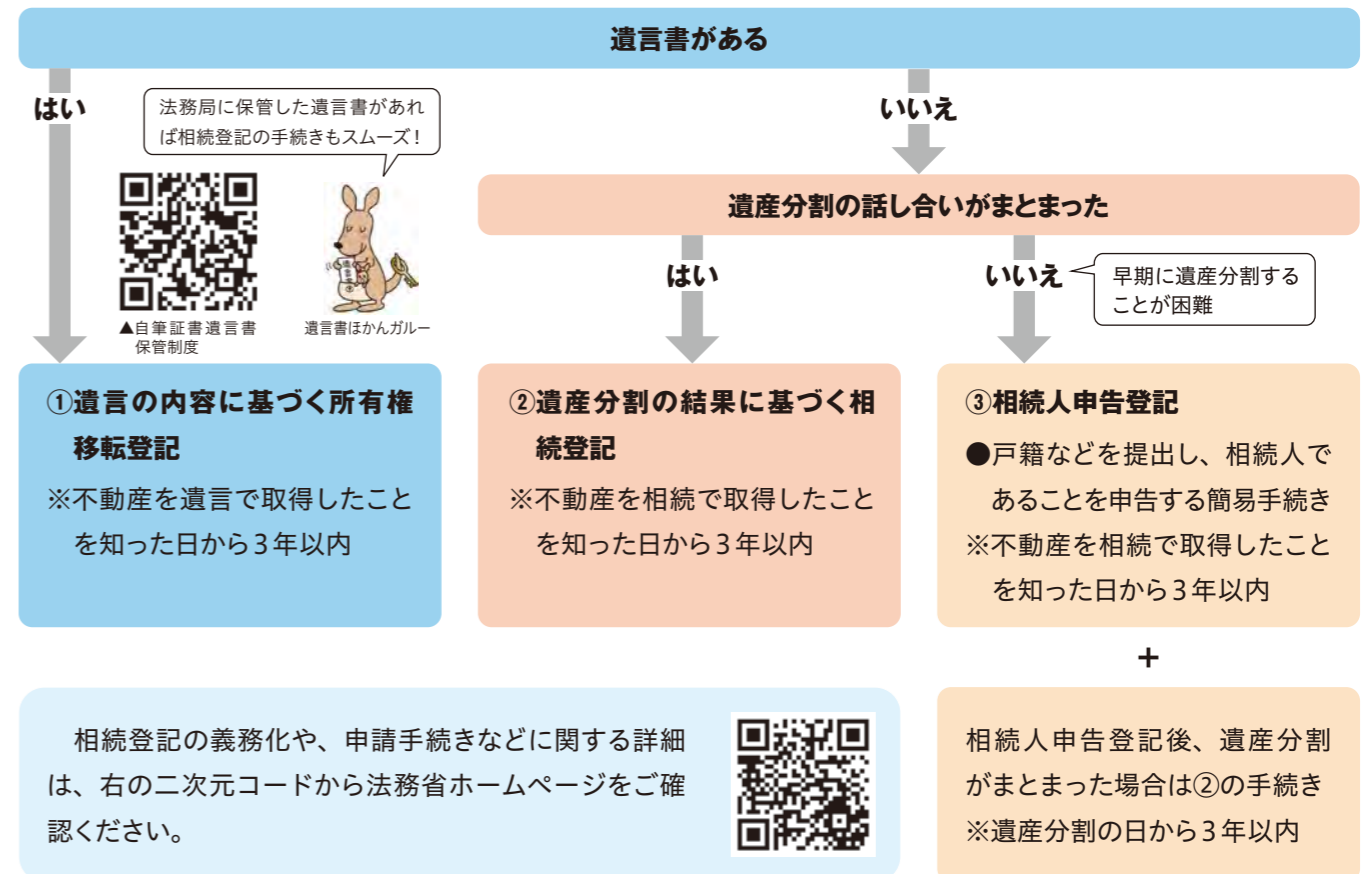 遺言書がある
はい
法務局に保管した遺言書があれ
ば相続登記の手続きもスムーズ！
▲自筆証書遺言書
保管制度
遺言書ほかんガルー
いいえ
遺産分割の話し合いがまとまった
はい
いいえ
早期に遺産分割する
ことが困難
①遺言の内容に基づく所有権
移転登記
※不動産を遺言で取得したこと
を知った日から3年以内
②遺産分割の結果に基づく相
続登記
※不動産を相続で取得したこと
を知った日から3年以内
③相続人申告登記
●戸籍などを提出し、相続人で
あることを申告する簡易手続き
※不動産を相続で取得したこと
を知った日から3年以内
+
相続人申告登記後、遺産分割
がまとまった場合は②の手続き
※遺産分割の日から3年以内
相続登記の義務化や、申請手続きなどに関する詳細
は、右の二次元コードから法務省ホームページをご確
認ください。